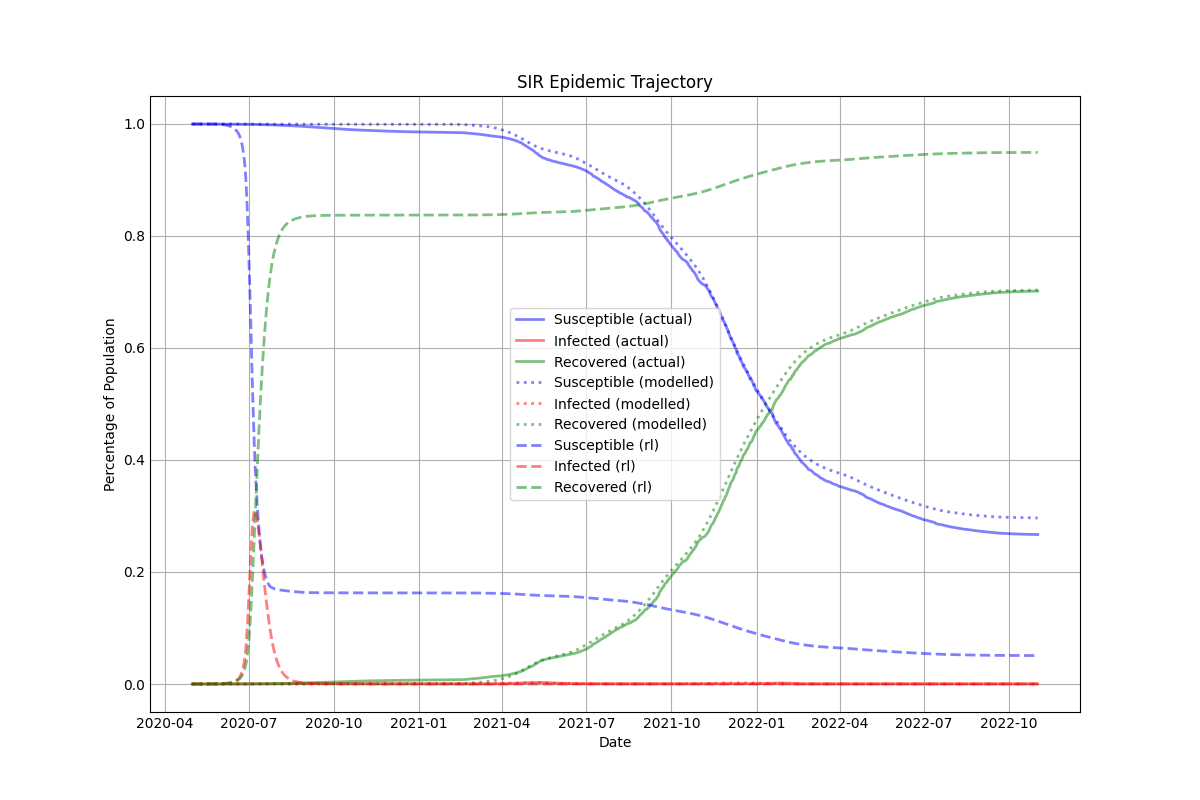 SIR Epidemic Trajectory
Percentage of Population
1.0
0.8
0.6
0.4
0.2
0.0
Susceptible (actual)
Infected (actual)
Recovered (actual)
Susceptible (modelled)
Infected (modelled)
Recovered (modelled)
Susceptible (rl)
Infected (rl)
Recovered (rl)
2020-04 2020-07 2020-10 2021-01 2021-04 2021-07 2021-10 2022-01 2022-04 2022-07 2022-10
Date